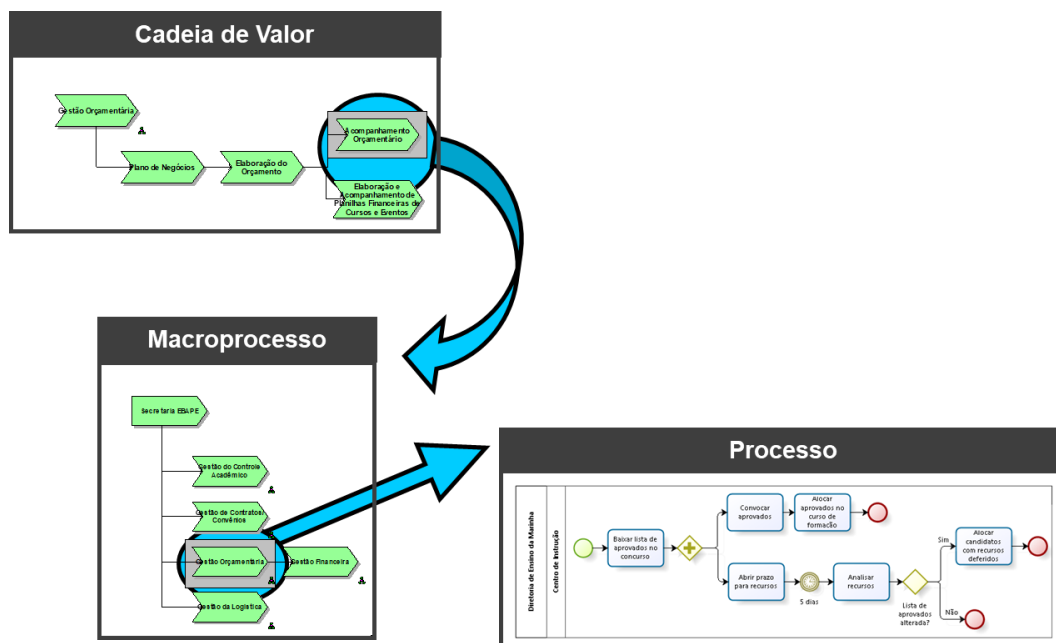 Cadeia de Valor
Gestão Orçamentária
Plano de Negócios
Elaboração do
Orçamento
Acompanhamento
Orçamentário
Elaboração e
Acompanhamento de
Planilhas Financeiras de
Cursos e Eventos
Macroprocesso
Secretaria EBAPE
Gestão do Controle
Acadêmico
Gestão de Contratos/
Convênios
Gestão Orçamentária
Gestão Financeira
Gestão da Logística
Processo
Diretoria de Ensino da Marinha
Centro de Instrução
Baixar lista de
aprovados no
concurso
Convocar
aprovados
Alocar
aprovados no
curso de
formação
Abrir prazo
para recursos
5 dias
Analisar
recursos
Lista de
aprovados
alterada?
Sim
Alocar
candidatos
com recursos
deferidos
Não